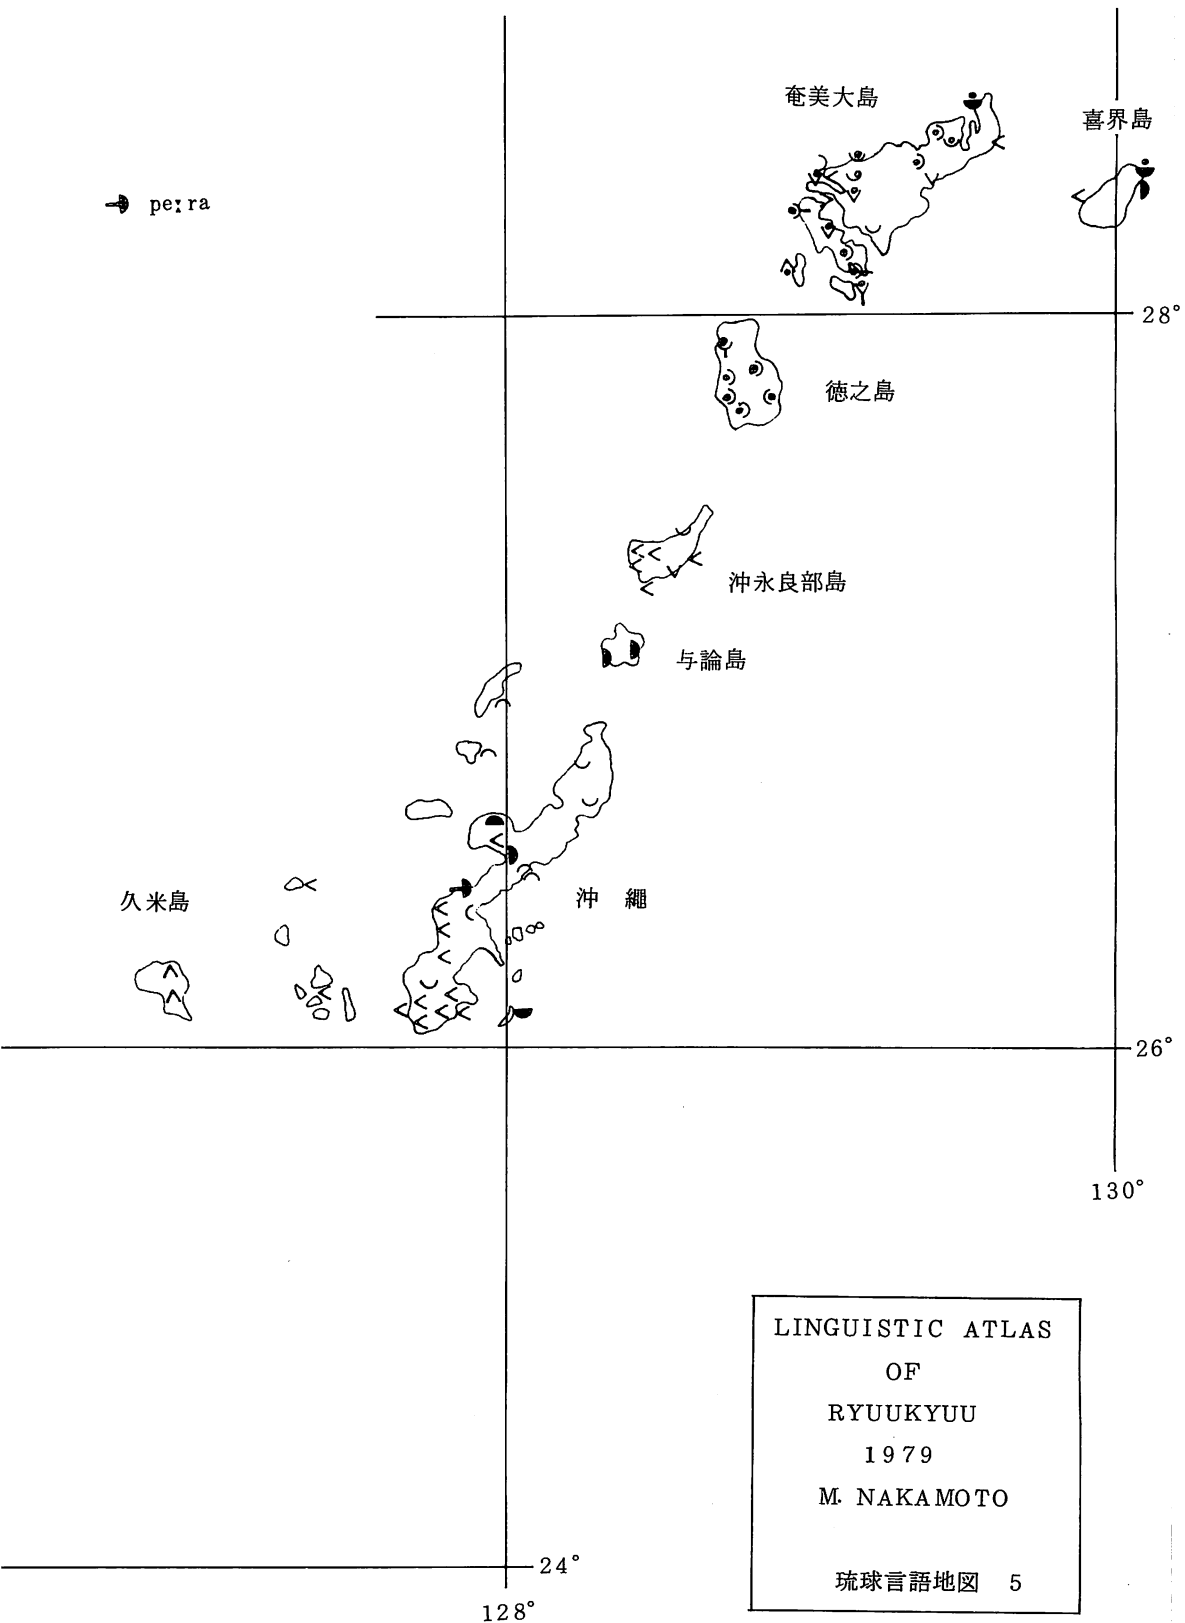 奄美大島
喜界島
peːra
28°
徳之島
沖永良部島
与論島
久米島
沖縄
26°
130°
LINGUISTIC ATLAS
OF
RYUUKYUU
1979
M. NAKAMOTO
琉球言語地図 5
24°
128°